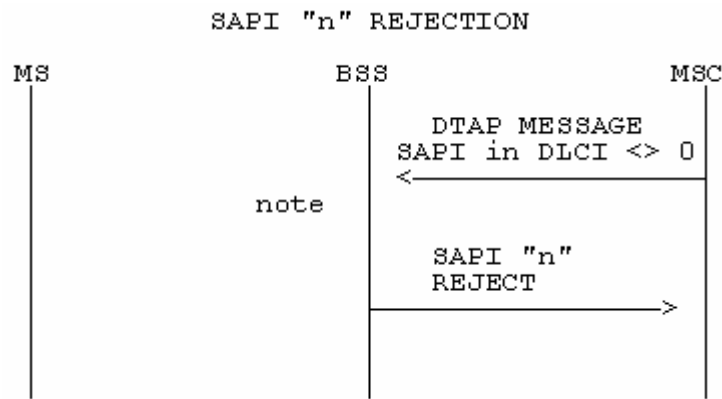 SAPI "n" REJECTION
MS BSS MSC
DTAP MESSAGE
SAPI in DLCI <> 0
note
SAPI "n"
REJECT